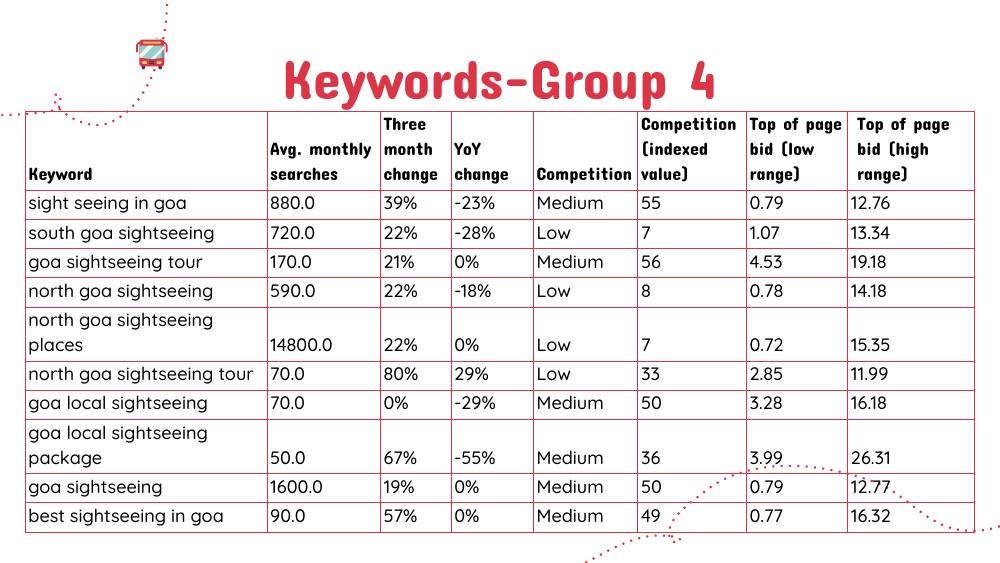 Keywords-Group 4
Keyword Avg. monthly searches Three month change YoY change Competition Competition (indexed value) Top of page bid (low range) Top of page bid (high range)
sight seeing in goa 880.0 39% -23% Medium 55 0.79 12.76
south goa sightseeing 720.0 22% -28% Low 7 1.07 13.34
goa sightseeing tour 170.0 21% 0% Medium 56 4.53 19.18
north goa sightseeing 590.0 22% -18% Low 8 0.78 14.18
north goa sightseeing places 14800.0 22% 0% Low 7 0.72 15.35
north goa sightseeing tour 70.0 80% 29% Low 33 2.85 11.99
goa local sightseeing 70.0 0% -29% Medium 50 3.28 16.18
goa local sightseeing package 50.0 67% -55% Medium 36 3.99 26.31
goa sightseeing 1600.0 19% 0% Medium 50 0.79 12.77
best sightseeing in goa 90.0 57% 0% Medium 49 0.77 16.32